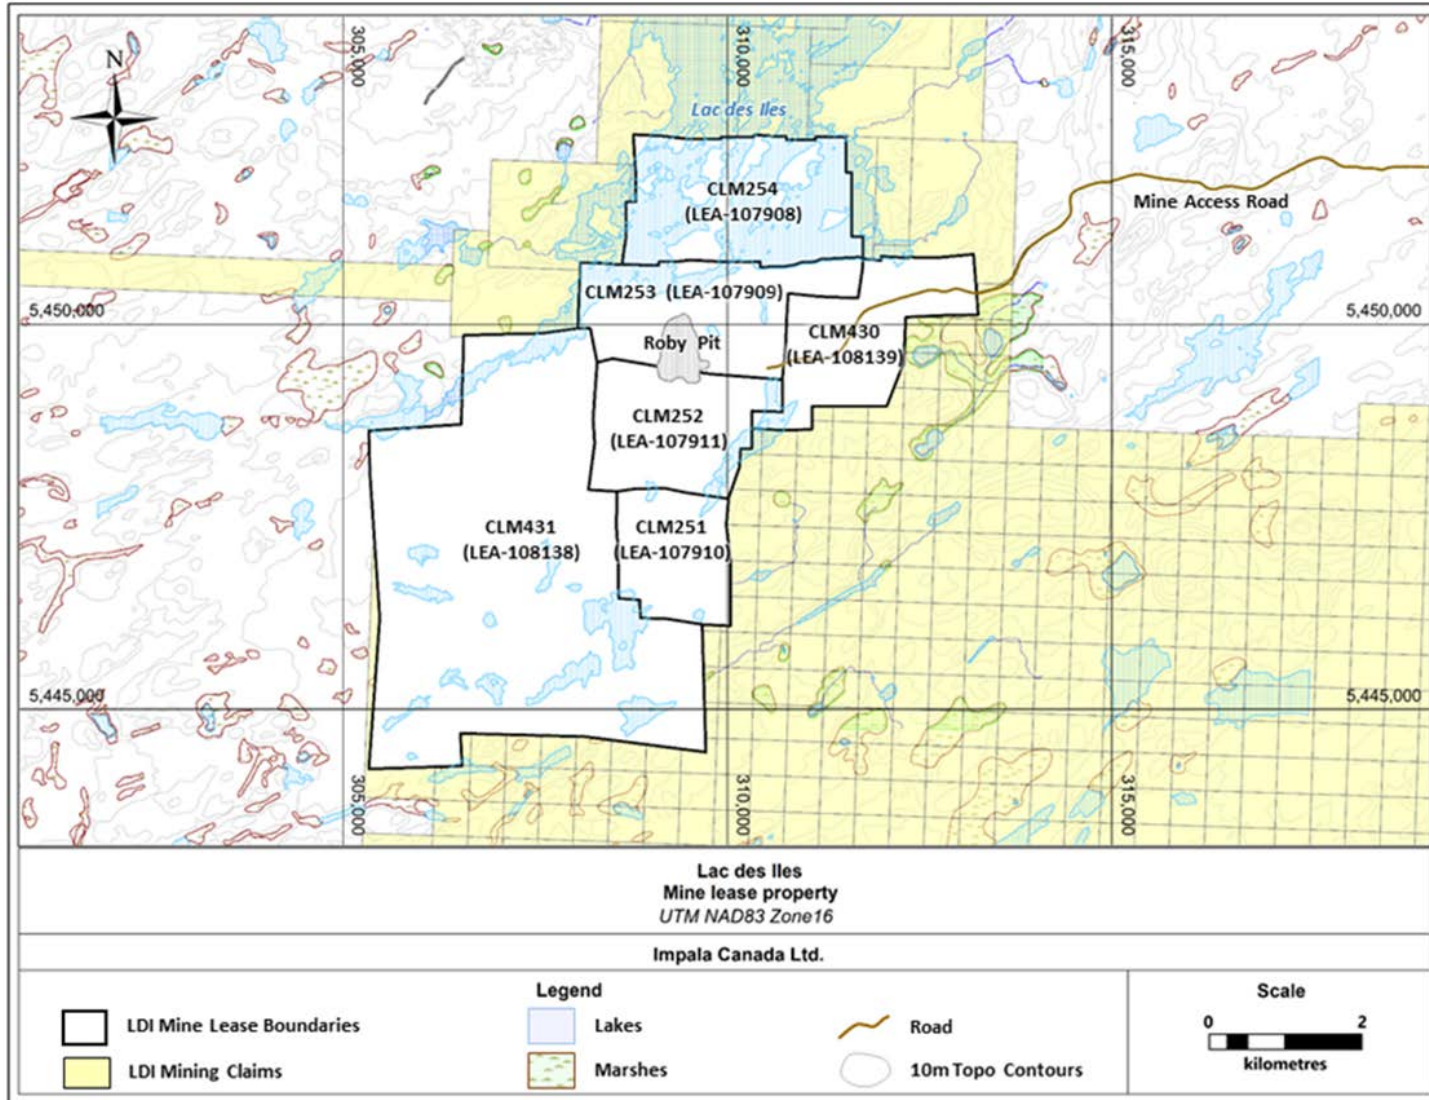 N
305,000
310,000
315,000
Lac des Iles
CLM254
(LEA-107908)
Mine Access Road
CLM253 (LEA-107909)
5,450,000
5,450,000
Roby Pit
CLM430
(LEA-108139)
CLM252
(LEA-107911)
CLM431
(LEA-108138)
CLM251
(LEA-107910)
5,445,000
5,445,000
305,000
310,000
315,000
Lac des Iles
Mine lease property
UTM NAD83 Zone16
Impala Canada Ltd.
Legend
LDI Mine Lease Boundaries
Lakes
Road
LDI Mining Claims
Marshes
10m Topo Contours
Scale
0 2
kilometres